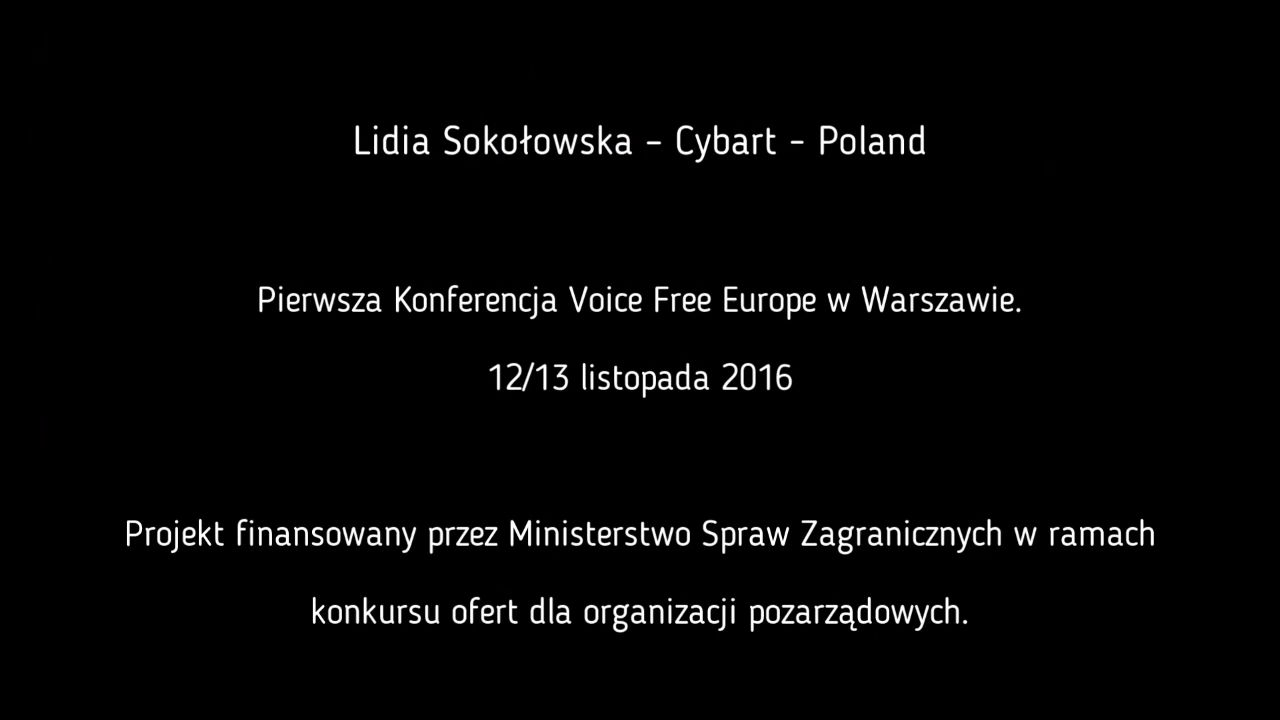 Lidia Sokołowska - Cybart - Poland
Pierwsza Konferencja Voice Free Europe w Warszawie.
12/13 listopada 2016
Projekt finansowany przez Ministerstwo Spraw Zagranicznych w ramach
konkursu ofert dla organizacji pozarządowych.